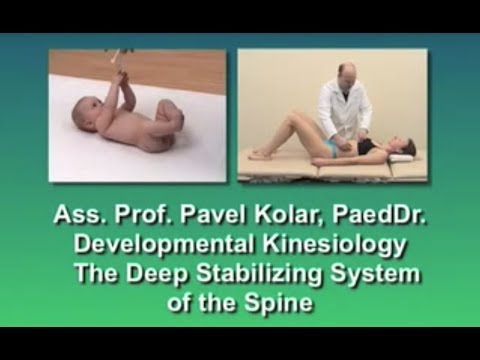 Ass. Prof. Pavel Kolar, PaedDr.
Developmental Kinesiology
The Deep Stabilizing System
of the Spine